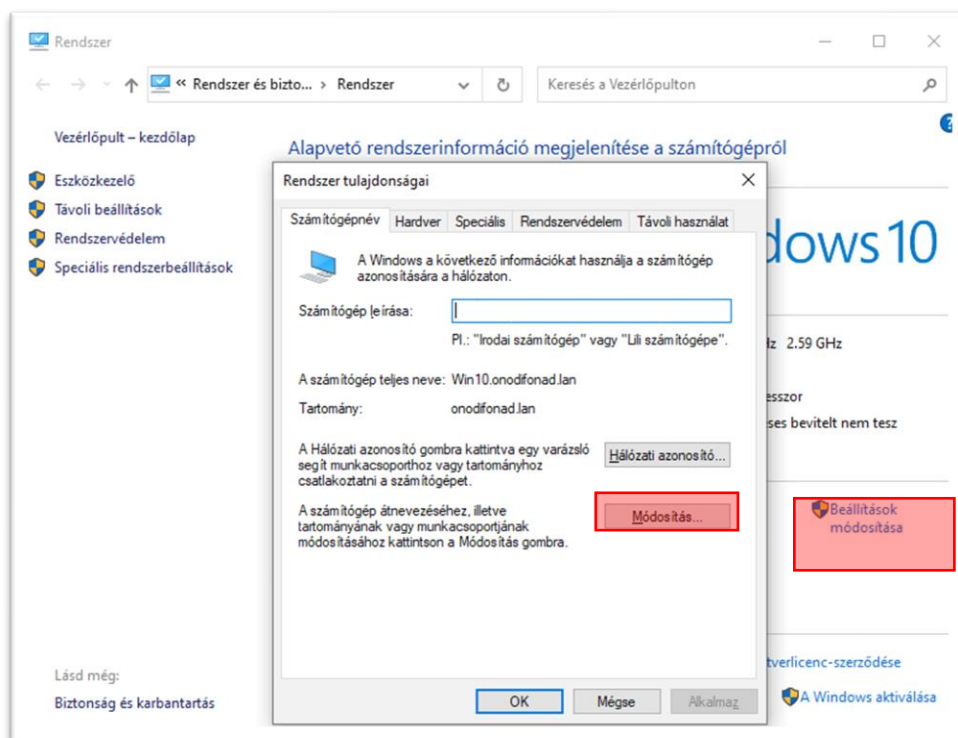 Rendszer
« Rendszer és bizto... › Rendszer
Keresés a Vezérlőpulton
Vezérlőpult – kezdőlap
Eszközkezelő
Távoli beállítások
Rendszervédelem
Speciális rendszerbeállítások
Alapvető rendszerinformáció megjelenítése a számítógépről
Rendszer tulajdonságai
Számítógépnév Hardver Speciális Rendszervédelem Távoli használat
A Windows a következő információkat használja a számítógép
azonosítására a hálózaton.
Számítógép leírása:
Pl.: "Irodai számítógép" vagy "Lili számítógépe".
A számítógép teljes neve: Win10.onodifonad.lan
Tartomány: onodifonad.lan
A Hálózati azonosító gombra kattintva egy varázsló
segít munkacsoporthoz vagy tartományhoz
csatlakoztatni a számítógépet.
Hálózati azonosító...
A számítógép átnevezéséhez, illetve
tartományának vagy munkacsoportjának
módosításához kattintson a Módosítás gombra.
Módosítás...
OK Mégse Alkalmaz
dows 10
lz 2.59 GHz
esszor
ses bevitelt nem tesz
Beállítások
módosítása
tverlicenc-szerződése
A Windows aktiválása
Lásd még:
Biztonság és karbantartás